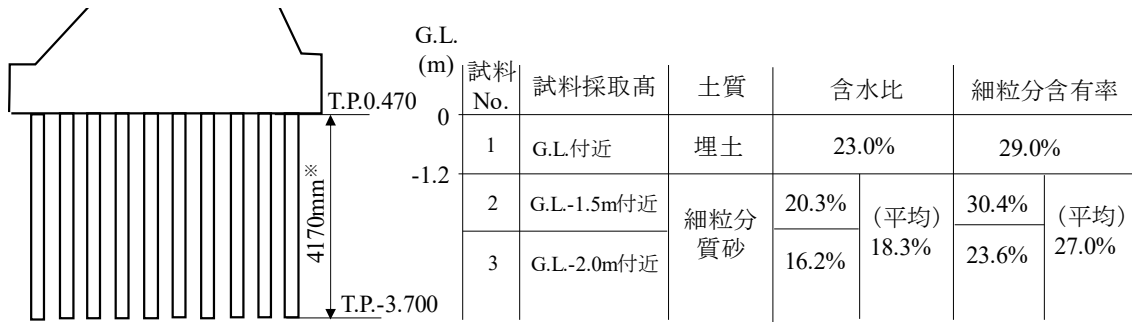 T.P.0.470
4170mm※
T.P.-3.700
G.L.
(m)
0
-1.2
試料
No.
試料採取髙
土質
含水比
細粒分含有率
1
G.L.付近
埋土
23.0%
29.0%
2
G.L.-1.5m付近
細粒分
質砂
20.3%
(平均)
18.3%
30.4%
(平均)
27.0%
3
G.L.-2.0m付近
16.2%
23.6%